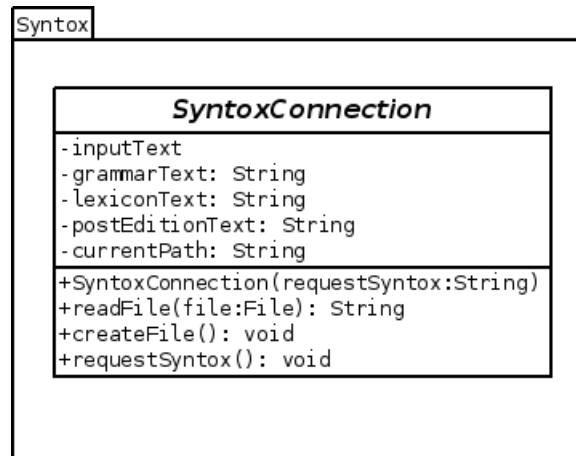 Syntox
SyntoxConnection
-inputText
-grammarText: String
-lexiconText: String
-postEditionText: String
-currentPath: String
+SyntoxConnection(requestSyntox:String)
+readFile(file:File): String
+createFile(): void
+requestSyntox(): void